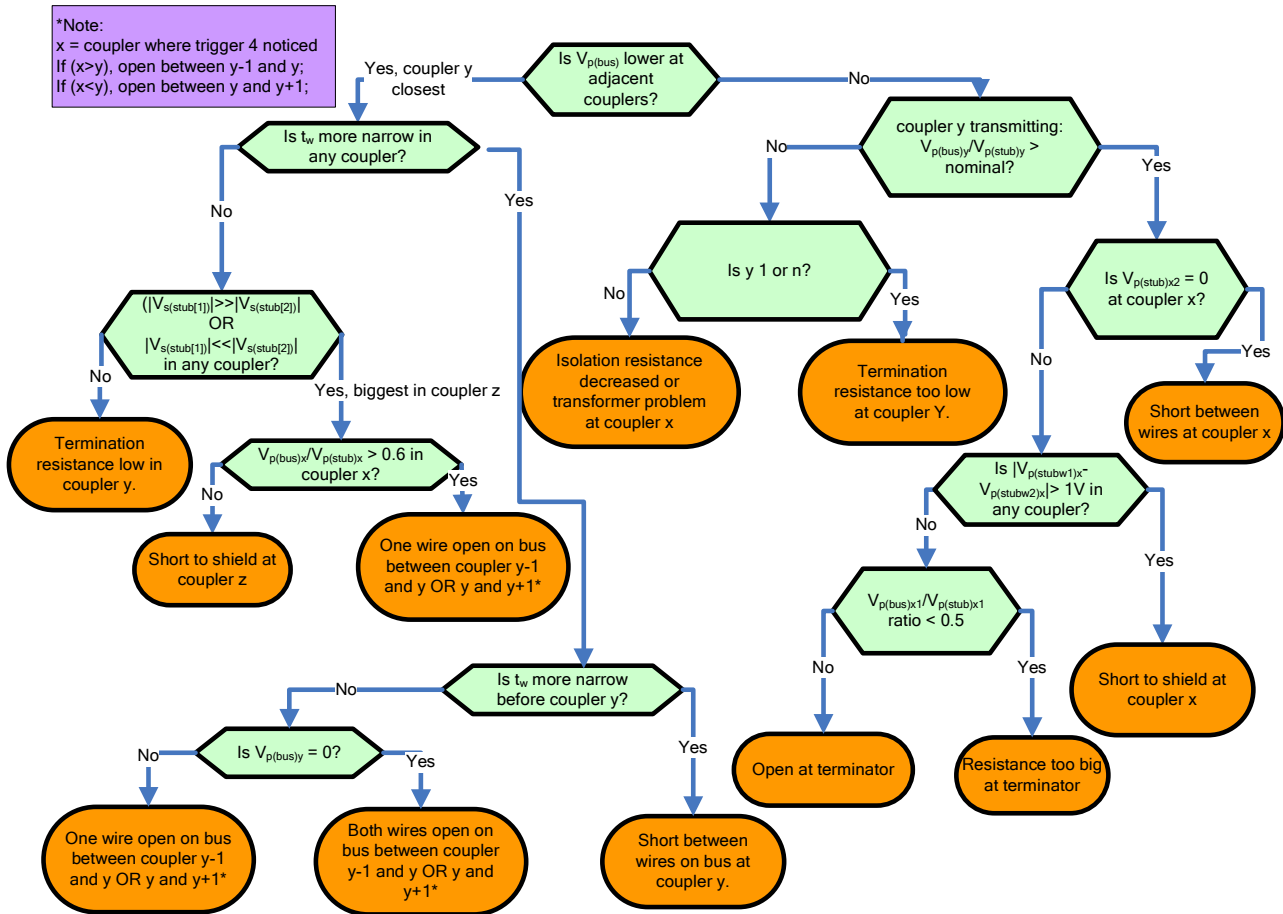 *Note:
x = coupler where trigger 4 noticed
If (x>y), open between y-1 and y;
If (x<y), open between y and y+1;
Is Vp(bus) lower at
adjacent
couplers?
Yes, coupler y
closest
No
Is tw more narrow in
any coupler?
coupler y transmitting:
Vp(bus)y/Vp(stub)y >
nominal?
No
Yes
No
Yes
Is y 1 or n?
Is Vp(stub)x2 = 0
at coupler x?
(|Vs(stub[1])|>>|Vs(stub[2])|
OR
|Vs(stub[1])|<<|Vs(stub[2])|
in any coupler?
No
Yes
No
Yes
Isolation resistance
decreased or
transformer problem
at coupler x
Termination
resistance too low
at coupler Y.
Short between
wires at coupler x
No
Yes, biggest in coupler z
Termination
resistance low in
coupler y.
Vp(bus)x/Vp(stub)x > 0.6 in
coupler x?
Is |Vp(stubw1)x-
Vp(stubw2)x|> 1V in
any coupler?
No
Yes
No
Yes
Short to shield at
coupler z
One wire open on bus
between coupler y-1
and y OR y and y+1*
Vp(bus)x1/Vp(stub)x1
ratio < 0.5
No
Yes
Short to shield at
coupler x
Is tw more narrow
before coupler y?
No
Yes
Is Vp(bus)y = 0?
No
Yes
Open at terminator
Resistance too big
at terminator
One wire open on bus
between coupler y-1
and y OR y and y+1*
Both wires open on
bus between coupler
y-1 and y OR y and
y+1*
Short between
wires on bus at
coupler y.